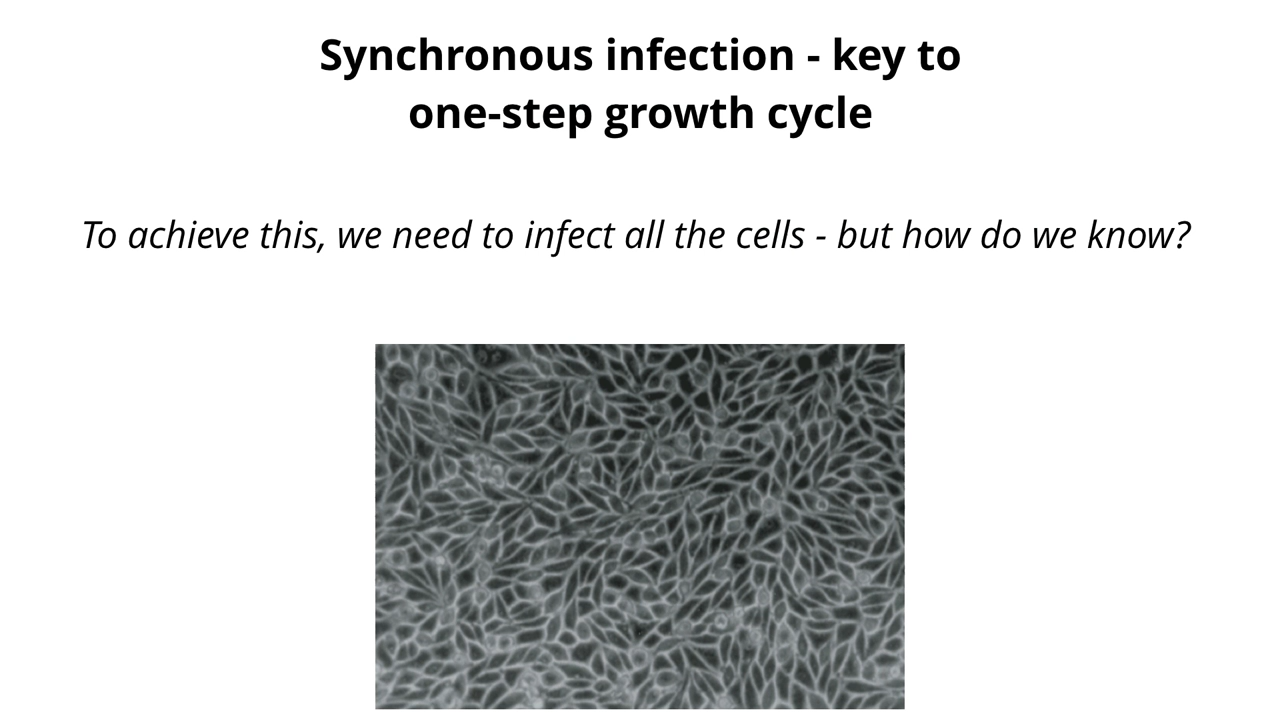 Synchronous infection - key to
one-step growth cycle
To achieve this, we need to infect all the cells - but how do we know?